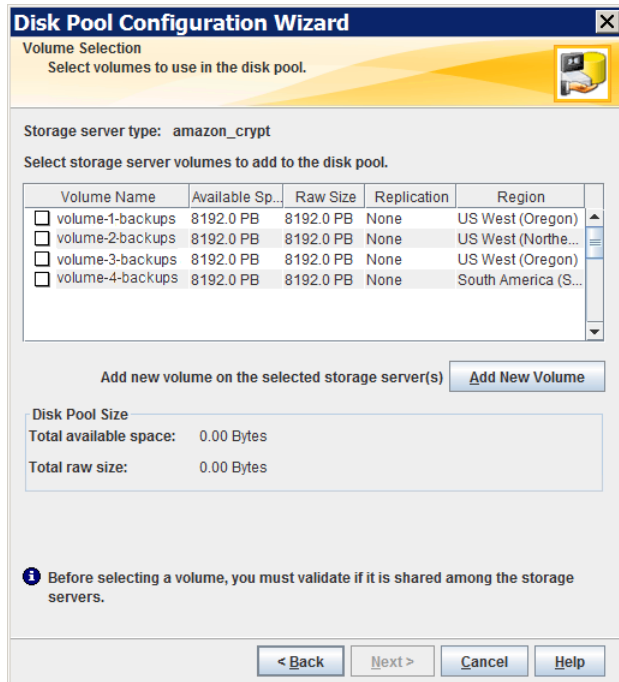 Disk Pool Configuration Wizard
Volume Selection
Select volumes to use in the disk pool.
Storage server type: amazon_crypt
Select storage server volumes to add to the disk pool.
Volume Name Available Sp... Raw Size Replication Region
volume-1-backups 8192.0 PB 8192.0 PB None US West (Oregon)
volume-2-backups 8192.0 PB 8192.0 PB None US West (Northe...
volume-3-backups 8192.0 PB 8192.0 PB None US West (Oregon)
volume-4-backups 8192.0 PB 8192.0 PB None South America (S...
Add new volume on the selected storage server(s) Add New Volume
Disk Pool Size
Total available space: 0.00 Bytes
Total raw size: 0.00 Bytes
Before selecting a volume, you must validate if it is shared among the storage
servers.
< Back Next > Cancel Help